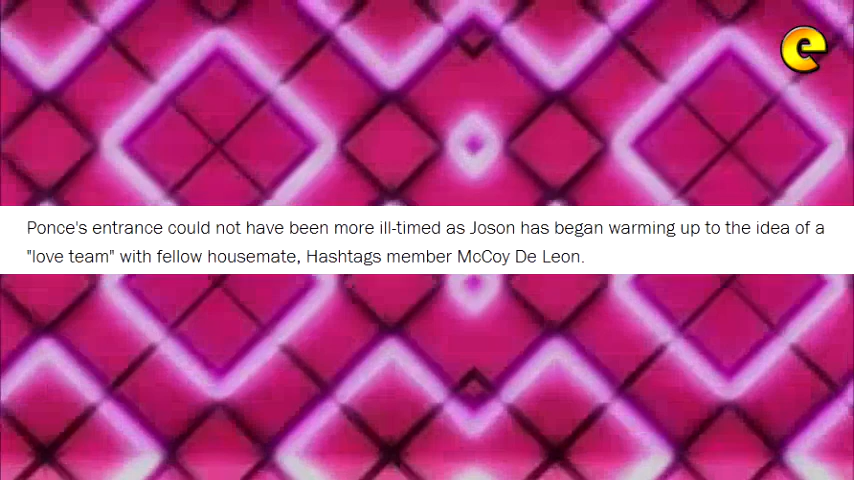 e
Ponce's entrance could not have been more ill-timed as Joson has began warming up to the idea of a
"love team" with fellow housemate, Hashtags member McCoy De Leon.